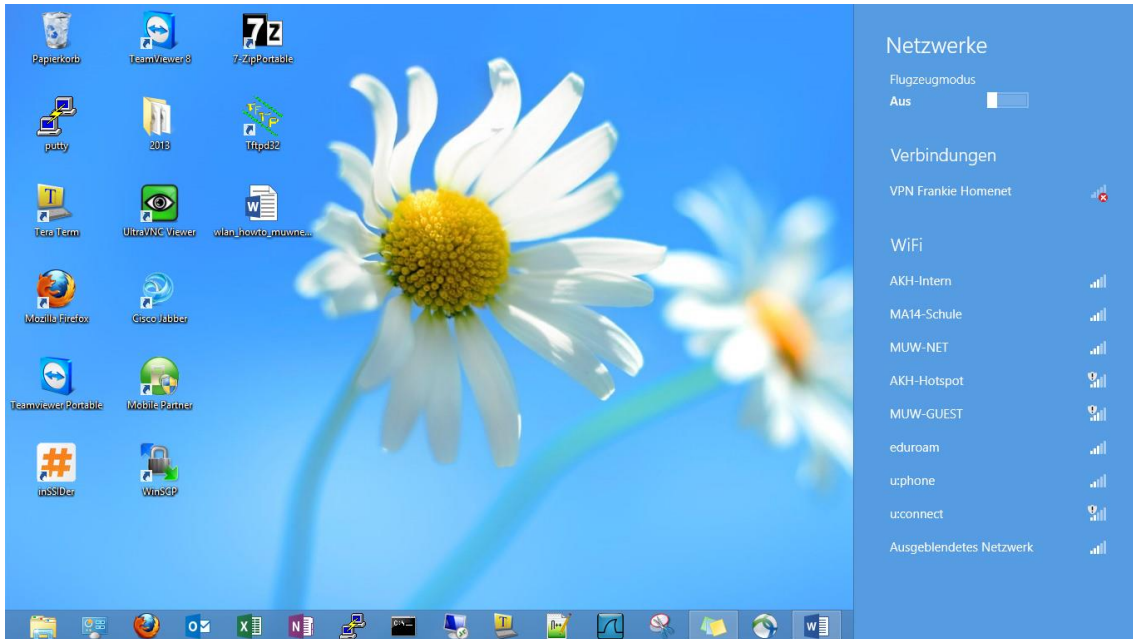 Papierkorb
TeamViewer 8
7-ZipPortable
putty
2013
Tftpd32
Tera Term
UltraVNC Viewer
wlan_howto_muwne...
Mozilla Firefox
Cisco Jabber
Teamviewer Portable
Mobile Partner
inSSIDer
WinSCP
Netzwerke
Flugzeugmodus
Aus
Verbindungen
VPN Frankie Homenet
WiFi
AKH-Intern
MA14-Schule
MUW-NET
AKH-Hotspot
MUW-GUEST
eduroam
u:phone
u:connect
Ausgeblendetes Netzwerk